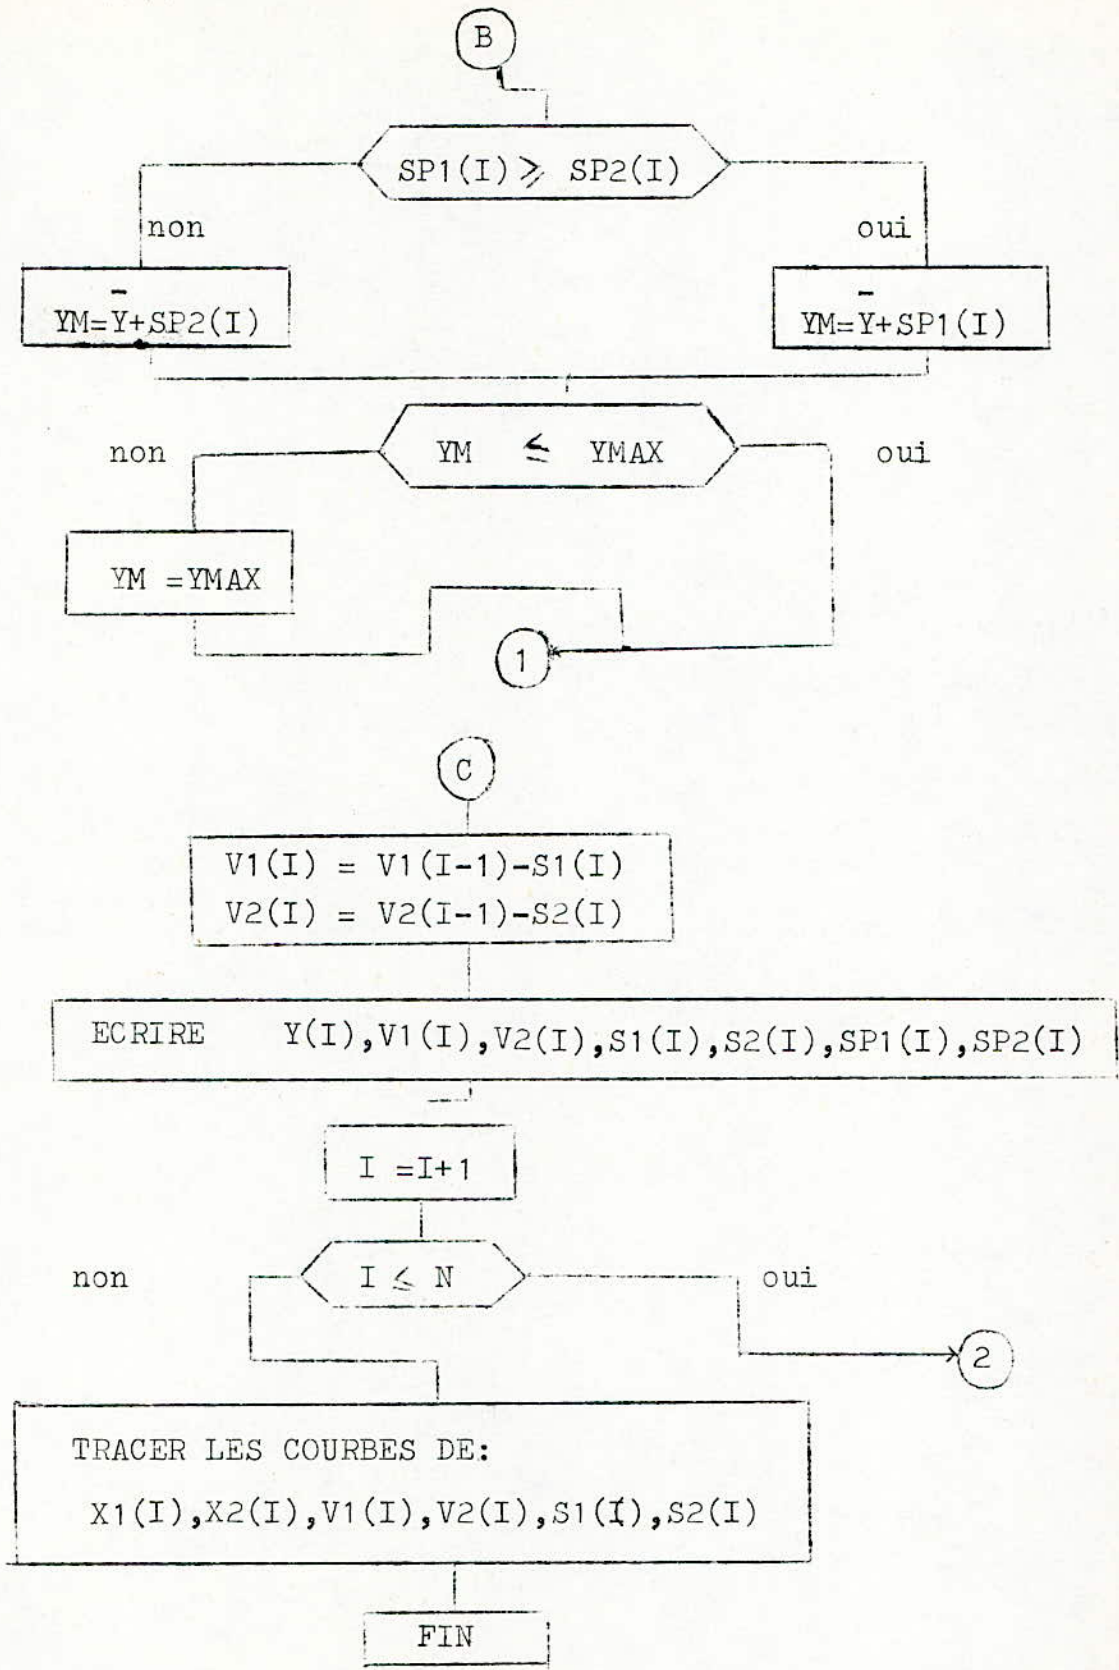 B
SP1(I) ⩾ SP2(I)
non
oui
YM=Ȳ+SP2(I)
YM=Ȳ+SP1(I)
non
YM ≤ YMAX
oui
YM =YMAX
1
C
V1(I) = V1(I-1)-S1(I)
V2(I) = V2(I-1)-S2(I)
ECRIRE Y(I),V1(I),V2(I),S1(I),S2(I),SP1(I),SP2(I)
I =I+1
non
I ⩽ N
oui
2
TRACER LES COURBES DE:
X1(I),X2(I),V1(I),V2(I),S1(I),S2(I)
FIN